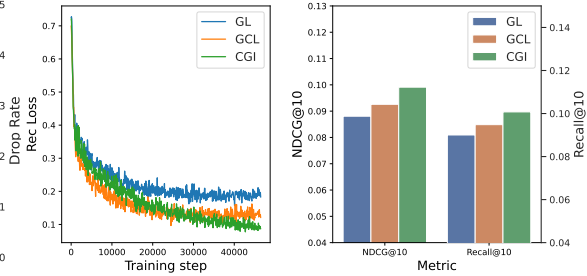 5
4
3
2
1
0
Drop Rate
Rec Loss
0.7
0.6
0.5
0.4
0.3
0.2
0.1
GL
GCL
CGI
0
10000
20000
30000
40000
Training step
NDCG@10
0.13
0.12
0.11
0.10
0.09
0.08
0.07
0.06
0.05
0.04
GL
GCL
CGI
NDCG@10
Recall@10
Metric
0.14
0.12
0.10
0.08
0.06
0.04
Recall@10